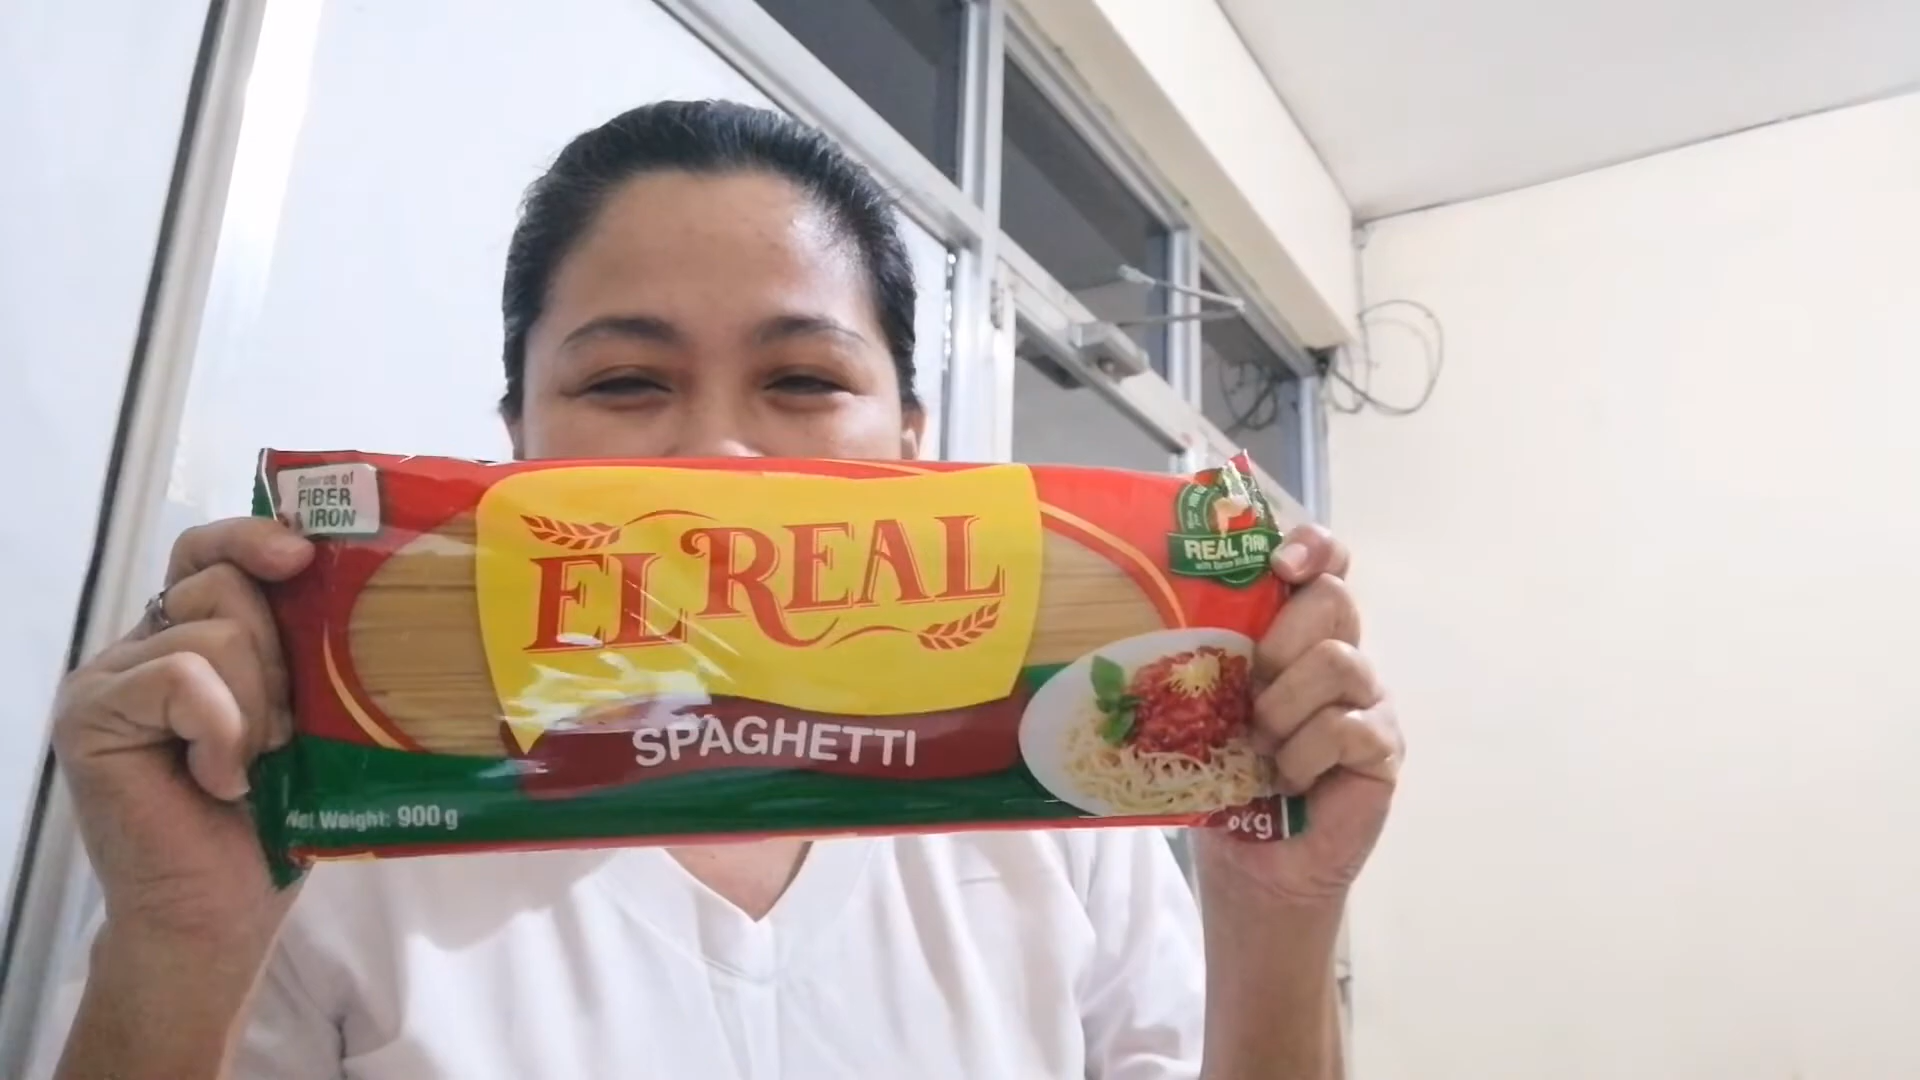 Source of
FIBER
& IRON
EL REAL
REAL FIRM
SPAGHETTI
Net Weight: 900 g